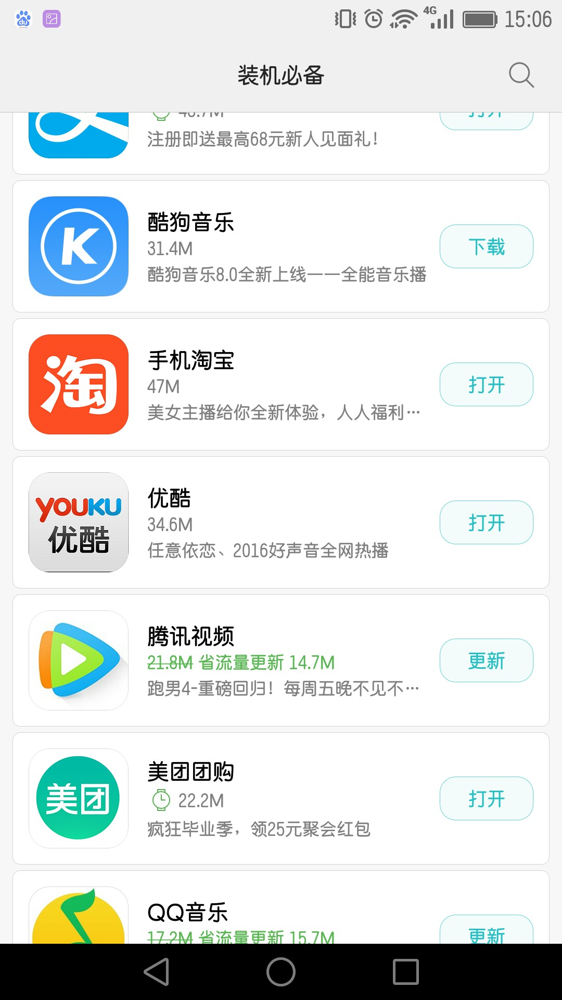 du
4G 15:06
装机必备
打开
注册即送最高68元新人见面礼！
K
酷狗音乐
31.4M
下载
酷狗音乐8.0全新上线一一全能音乐播
淘
手机淘宝
47M
打开
美女主播给你全新体验，人人福利…
YOUKU
优酷
优酷
34.6M
打开
任意依恋、2016好声音全网热播
腾讯视频
21.8M 省流量更新 14.7M
更新
跑男4-重磅回归！每周五晚不见不…
美团
美团团购
22.2M
打开
疯狂毕业季，领25元聚会红包
QQ音乐
17.2M 省流量更新 15.7M
更新